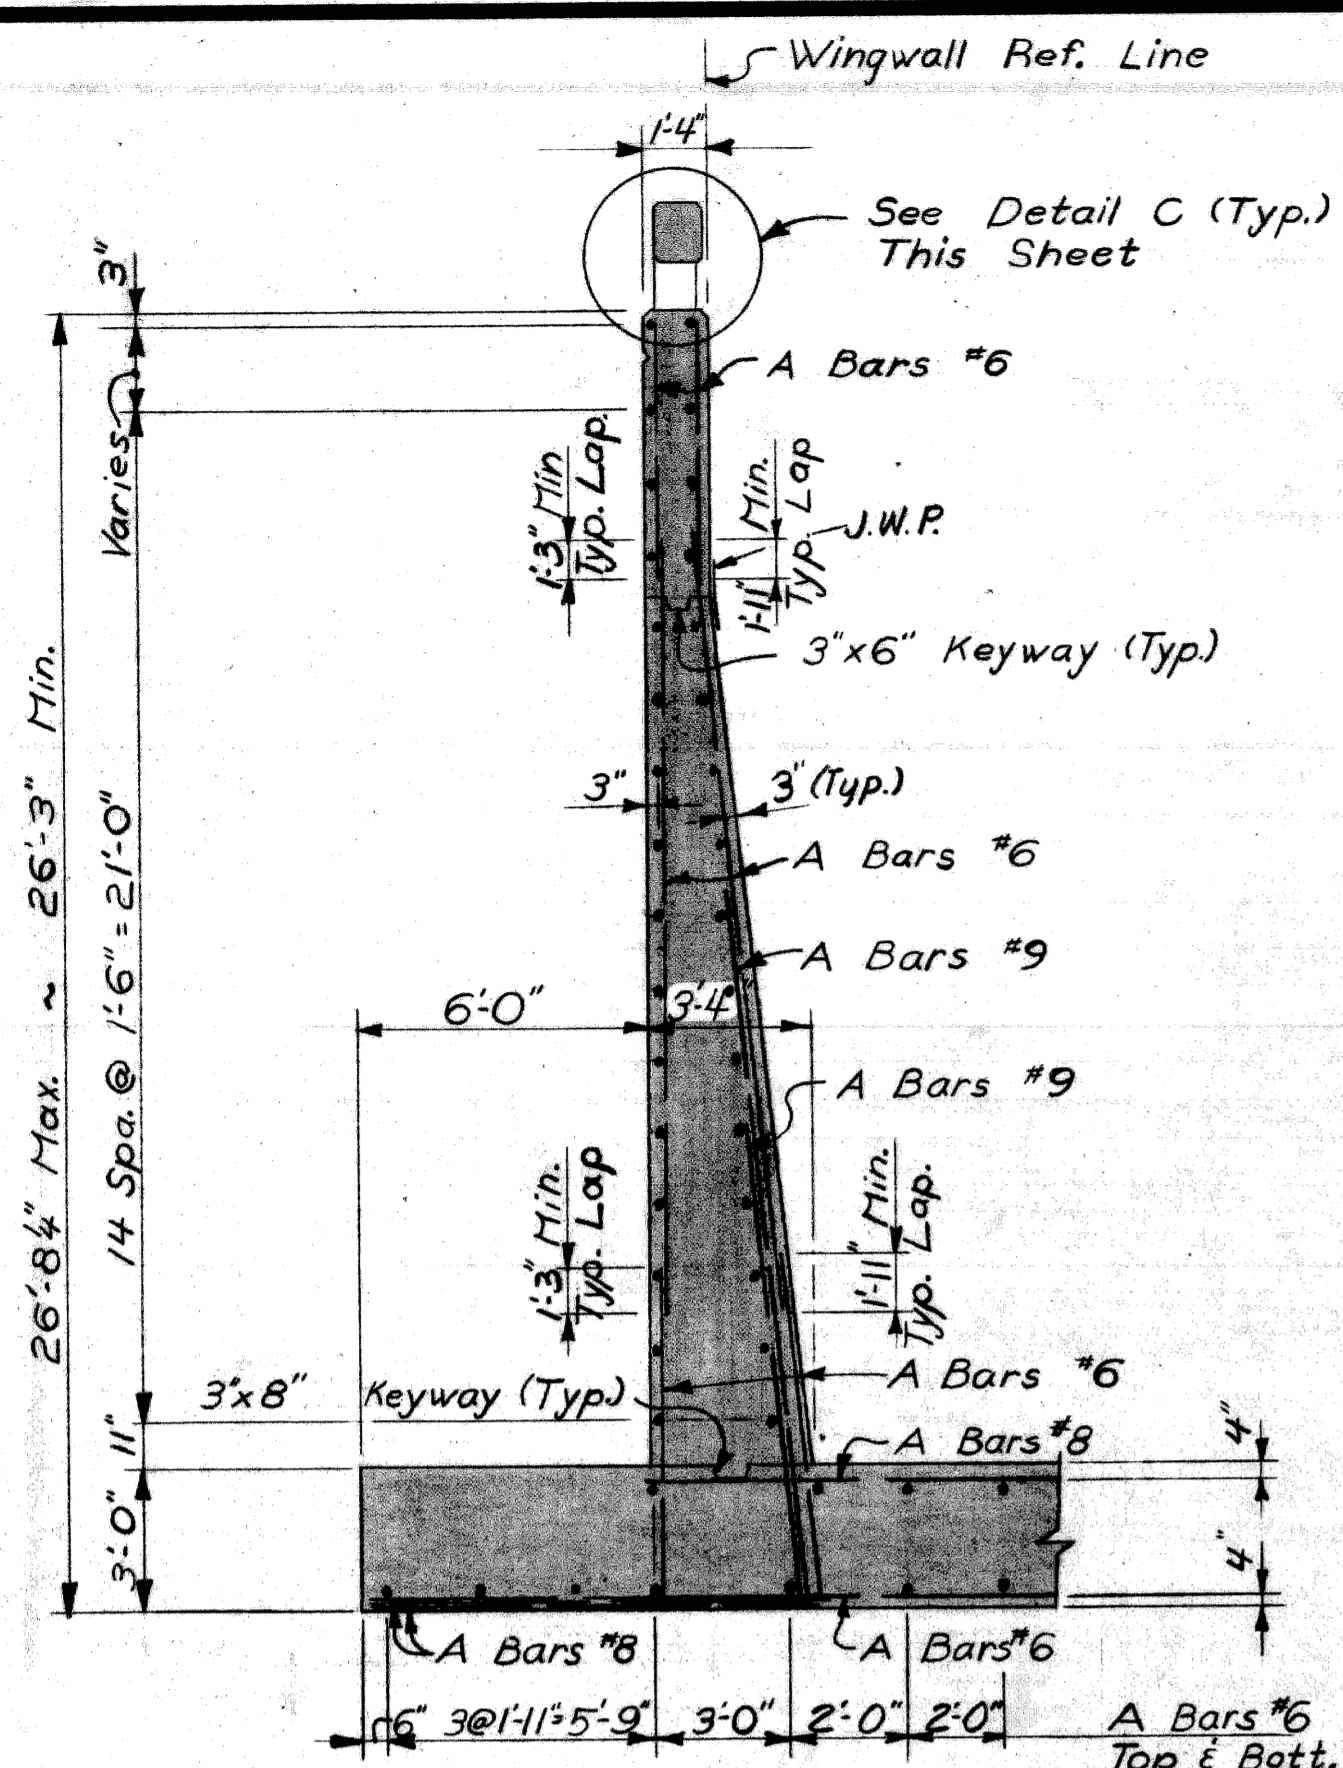 Wingwall Ref. Line
1'-4"
See Detail C (Typ.)
This Sheet
3"
A Bars #6
Varies
1'-3" Min
Typ. Lap.
1'-11" Min.
Typ. Lap
J.W.P.
3"x6" Keyway (Typ.)
26'-8¼" Max. ~ 26'-3" Min.
14 Spa. @ 1'-6" = 21'-0"
3"
3" (Typ.)
A Bars #6
A Bars #9
6'-0"
3'-4"
A Bars #9
1'-3" Min.
Typ. Lap
1'-11" Min.
Typ. Lap.
3"x8" Keyway (Typ.)
A Bars #6
A Bars #8
11"
3'-0"
4"
4"
A Bars #8
A Bars #6
6" 3@1'-11"=5'-9" 3'-0" 2'-0" 2'-0" A Bars #6
Top & Bott.